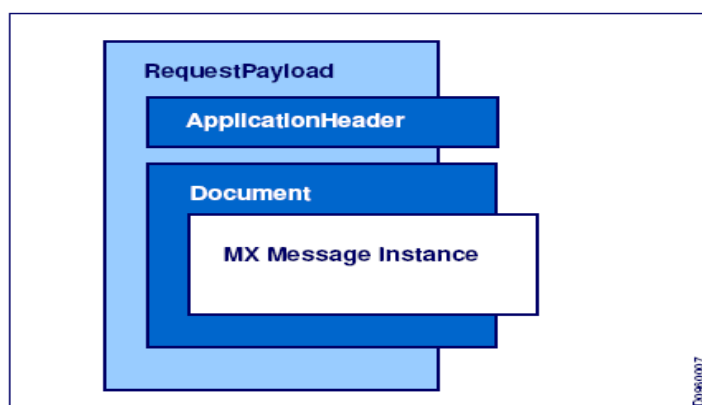 RequestPayload
ApplicationHeader
Document
MX Message Instance
D0960007